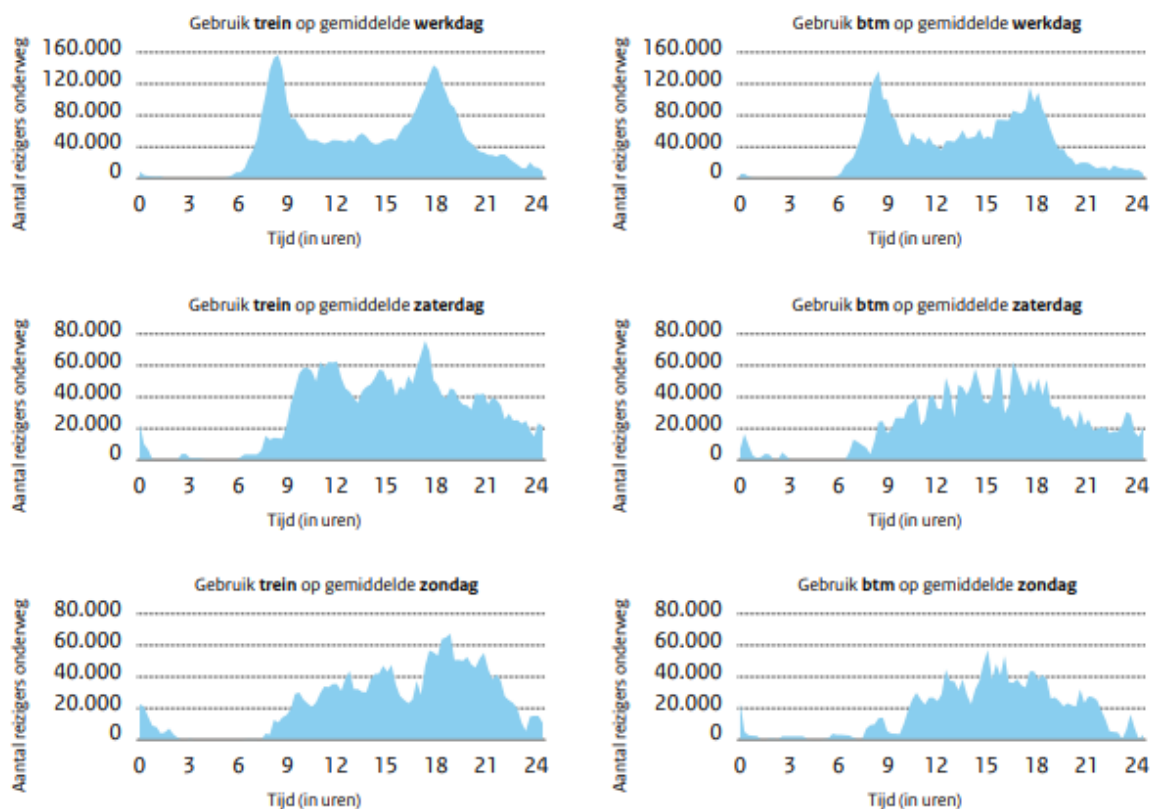 Gebruik trein op gemiddelde werkdag
Aantal reizigers onderweg
160.000
120.000
80.000
40.000
0
0 3 6 9 12 15 18 21 24
Tijd (in uren)
Gebruik btm op gemiddelde werkdag
Aantal reizigers onderweg
160.000
120.000
80.000
40.000
0
0 3 6 9 12 15 18 21 24
Tijd (in uren)
Gebruik trein op gemiddelde zaterdag
Aantal reizigers onderweg
80.000
60.000
40.000
20.000
0
0 3 6 9 12 15 18 21 24
Tijd (in uren)
Gebruik btm op gemiddelde zaterdag
Aantal reizigers onderweg
80.000
60.000
40.000
20.000
0
0 3 6 9 12 15 18 21 24
Tijd (in uren)
Gebruik trein op gemiddelde zondag
Aantal reizigers onderweg
80.000
60.000
40.000
20.000
0
0 3 6 9 12 15 18 21 24
Tijd (in uren)
Gebruik btm op gemiddelde zondag
Aantal reizigers onderweg
80.000
60.000
40.000
20.000
0
0 3 6 9 12 15 18 21 24
Tijd (in uren)